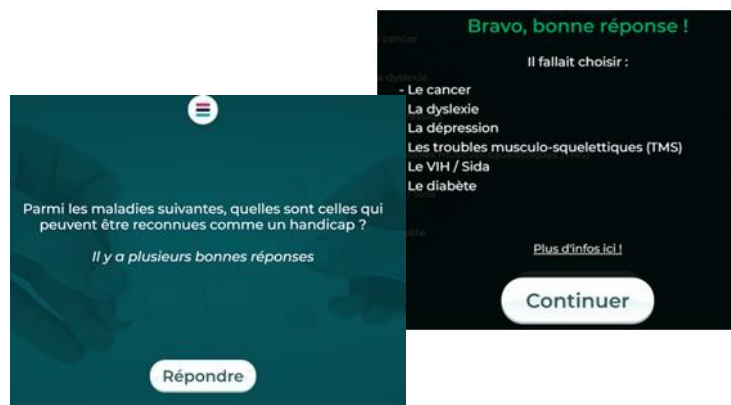 Parmi les maladies suivantes, quelles sont celles qui
peuvent être reconnues comme un handicap ?
Il y a plusieurs bonnes réponses
Répondre
Bravo, bonne réponse !
Il fallait choisir :
- Le cancer
La dyslexie
La dépression
Les troubles musculo-squelettiques (TMS)
Le VIH / Sida
Le diabète
Plus d'infos ici !
Continuer